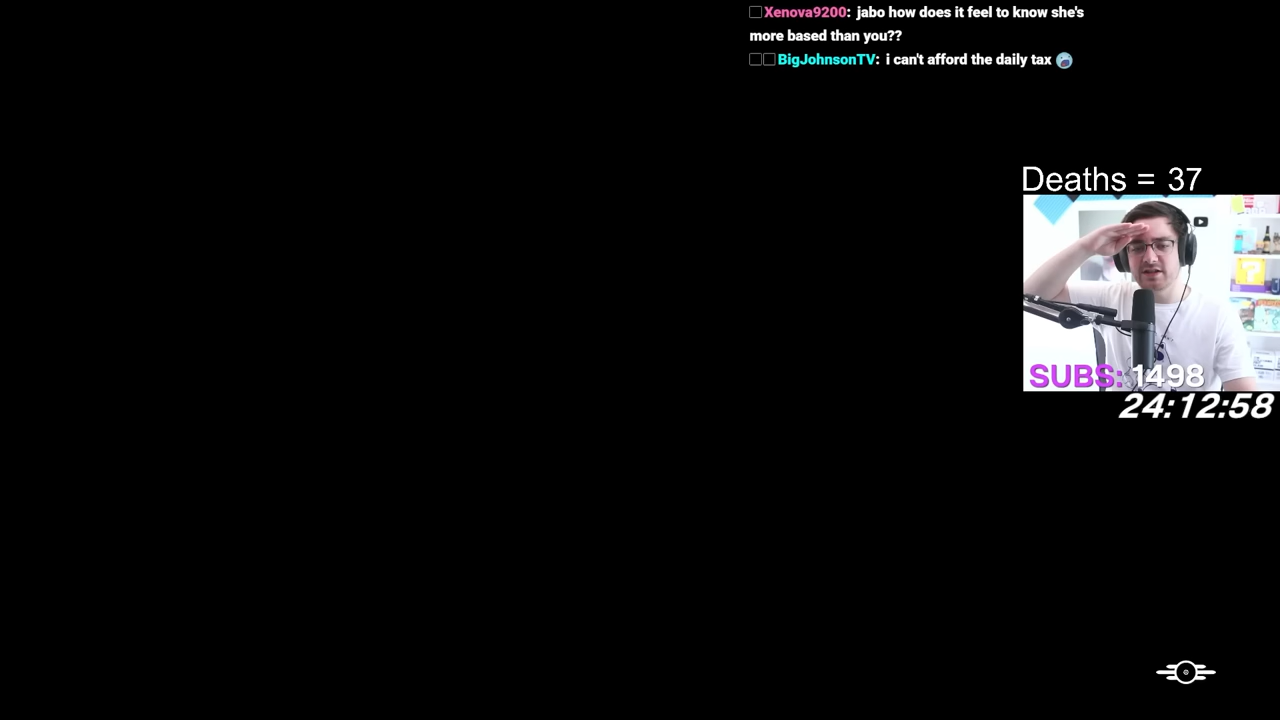 Xenova9200: jabo how does it feel to know she's
more based than you??
BigJohnsonTV: i can't afford the daily tax
Deaths = 37
SUBS: 1498
24:12:58